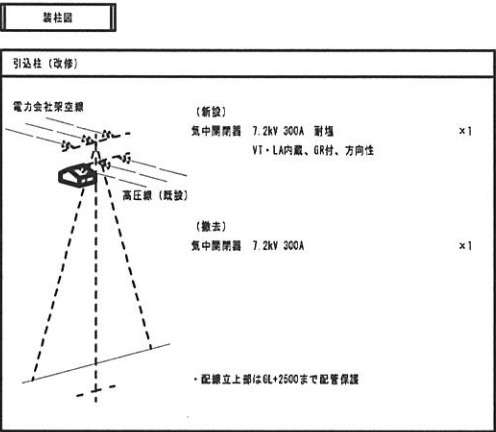 装柱図
引込柱（改修）
電力会社架空線
（新設）
気中開閉器 7.2kV 300A 耐塩 ×1
VT・LA内蔵、GR付、方向性
高圧線（既設）
（撤去）
気中開閉器 7.2kV 300A ×1
・配線立上部はGL+2500まで配管保護